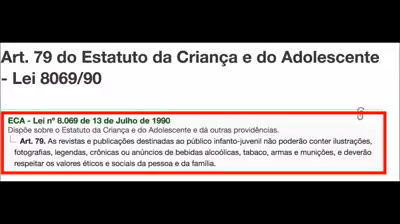 Art. 79 do Estatuto da Criança e do Adolescente
- Lei 8069/90
ECA - Lei nº 8.069 de 13 de Julho de 1990
Dispõe sobre o Estatuto da Criança e do Adolescente e dá outras providências.
Art. 79. As revistas e publicações destinadas ao público infanto-juvenil não poderão conter ilustrações,
fotografias, legendas, crônicas ou anúncios de bebidas alcoólicas, tabaco, armas e munições, e deverão
respeitar os valores éticos e sociais da pessoa e da família.